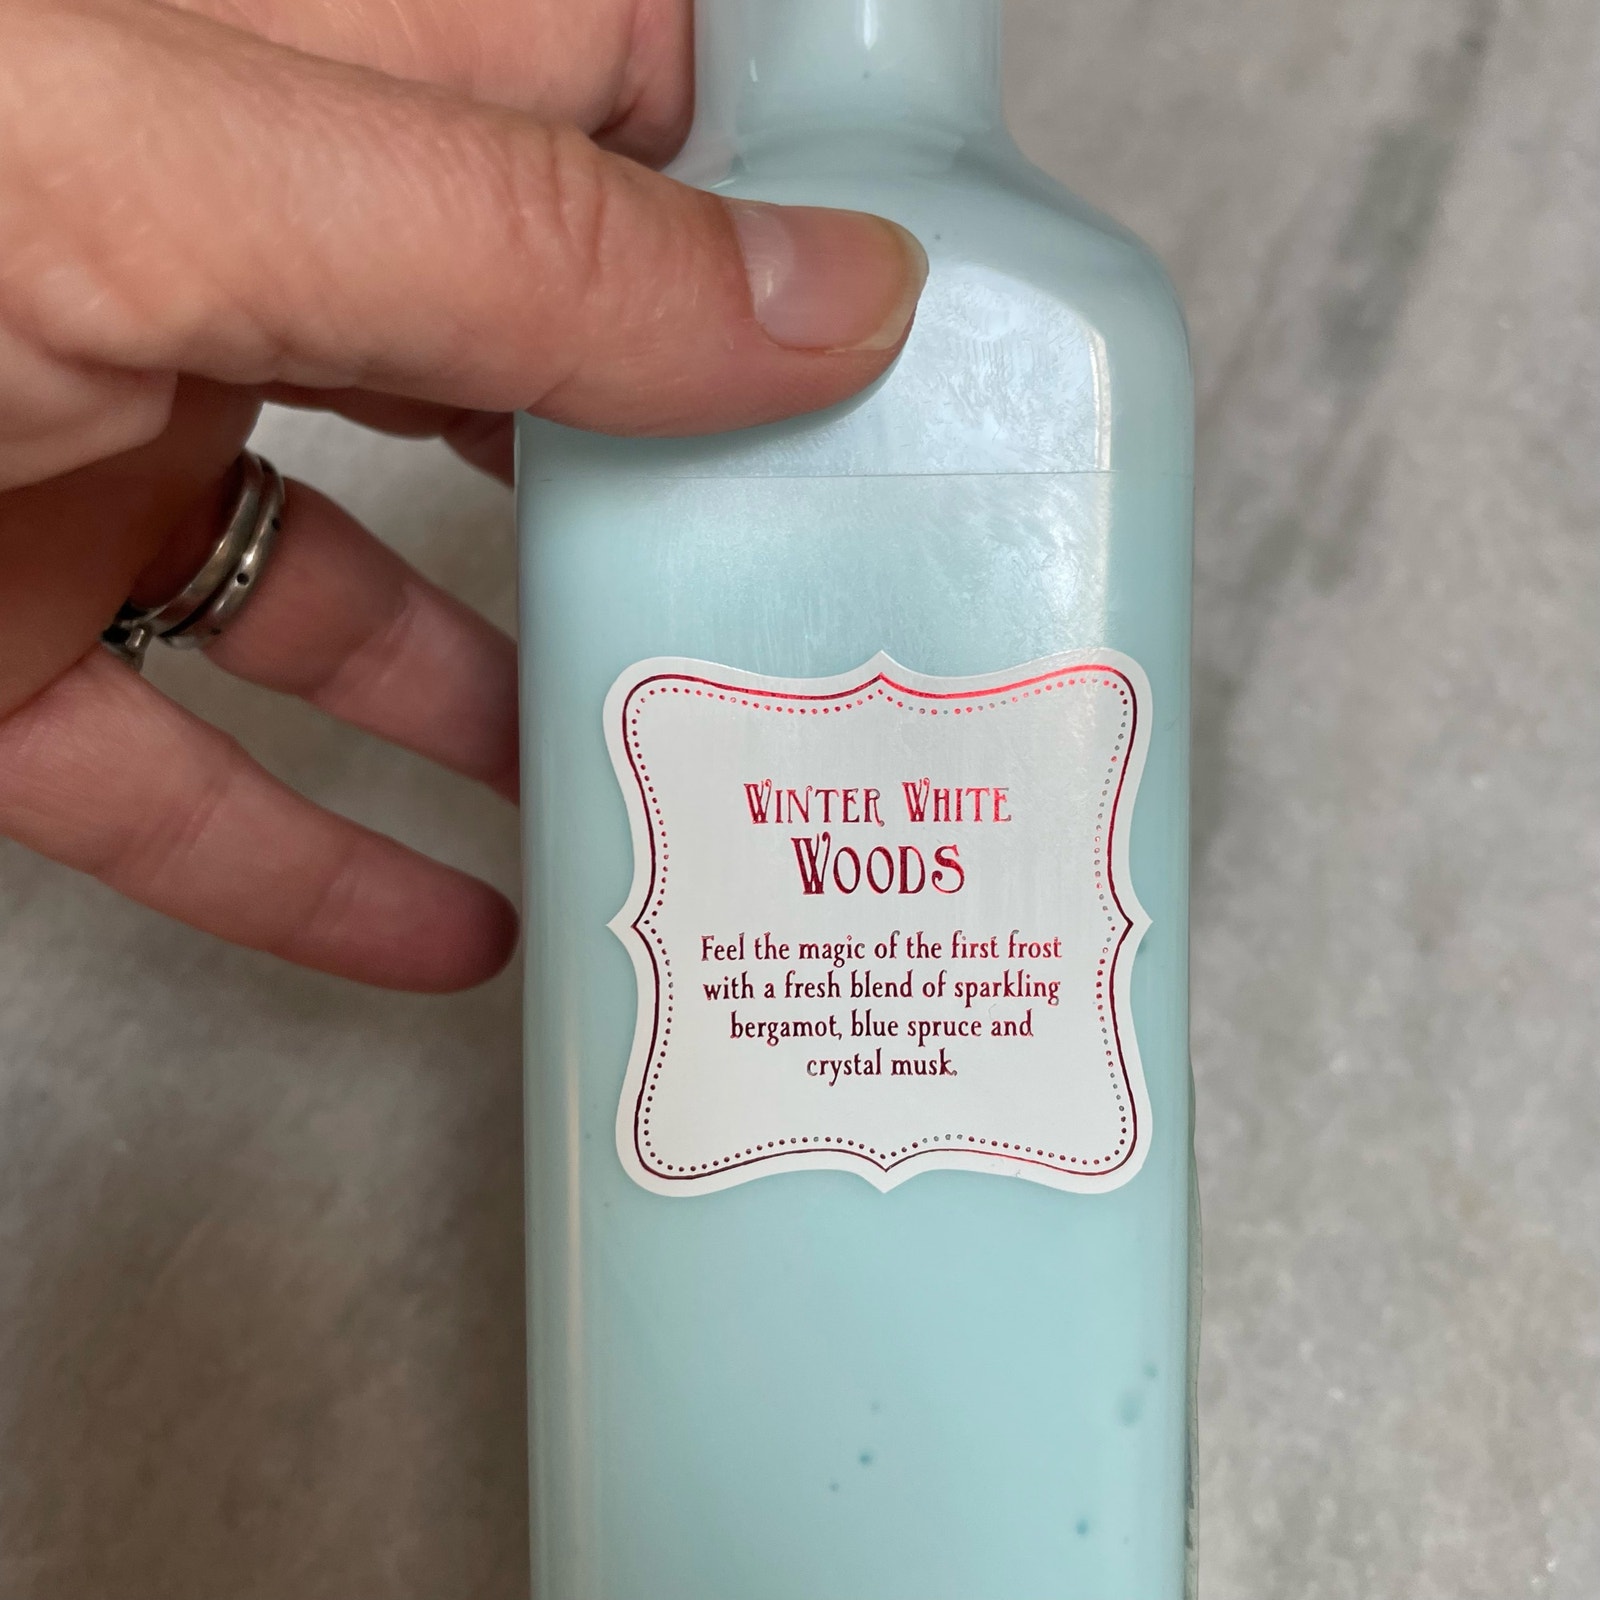 WINTER WHITE
WOODS
Feel the magic of the first frost
with a fresh blend of sparkling
bergamot, blue spruce and
crystal musk.